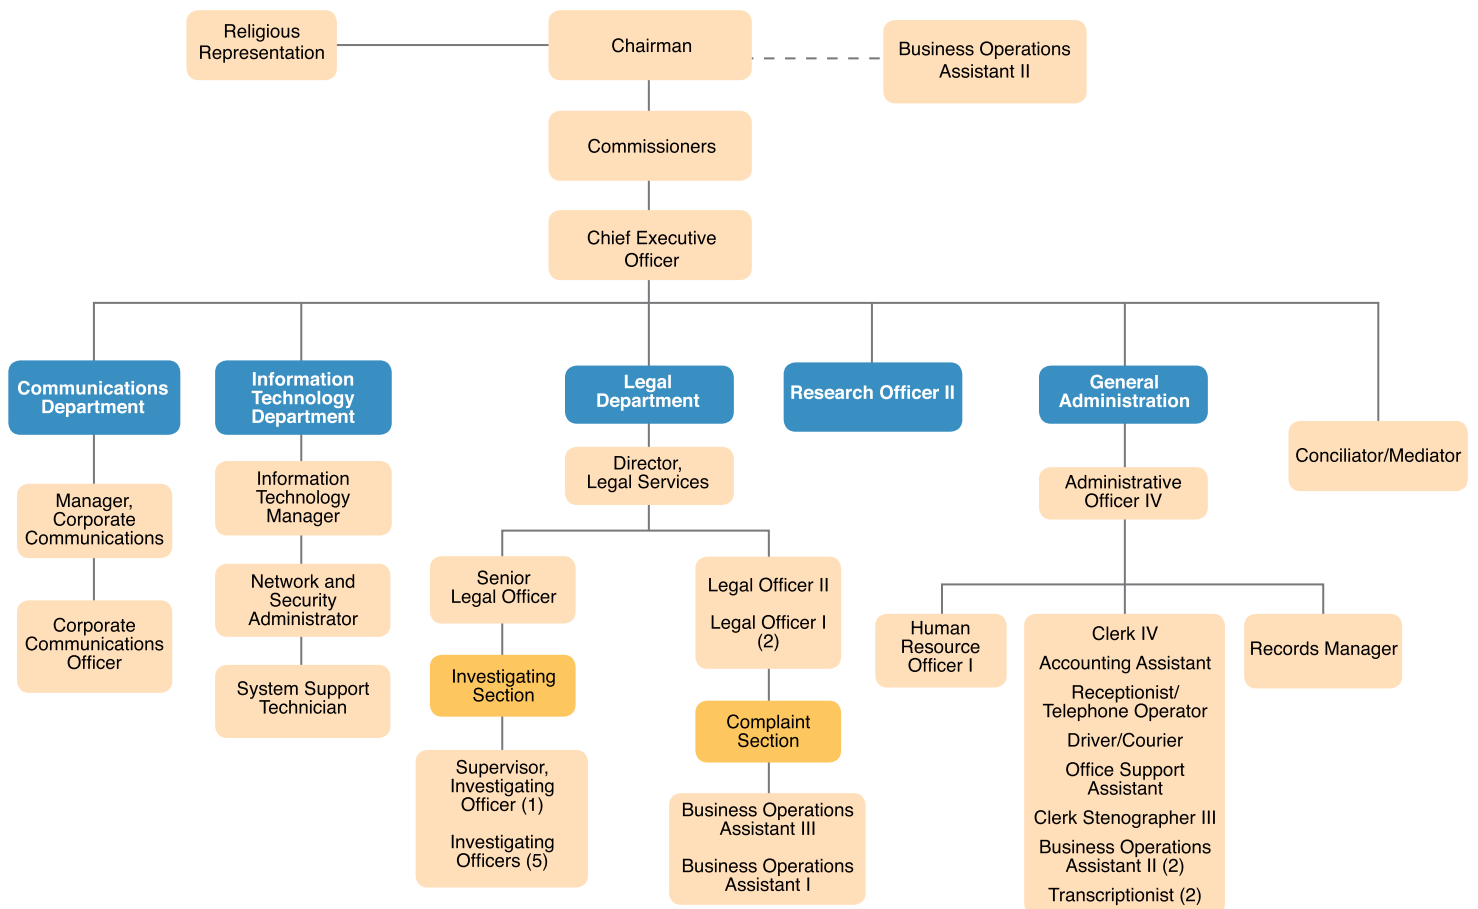 Religious
Representation
Chairman
Business Operations
Assistant II
Commissioners
Chief Executive
Officer
Communications
Department
Information
Technology
Department
Legal
Department
Research Officer II
General
Administration
Conciliator/Mediator
Manager,
Corporate
Communications
Corporate
Communications
Officer
Information
Technology
Manager
Network and
Security
Administrator
System Support
Technician
Director,
Legal Services
Senior
Legal Officer
Investigating
Section
Supervisor,
Investigating
Officer (1)
Investigating
Officers (5)
Legal Officer II
Legal Officer I
(2)
Complaint
Section
Business Operations
Assistant III
Business Operations
Assistant I
Administrative
Officer IV
Human
Resource
Officer I
Clerk IV
Accounting Assistant
Receptionist/
Telephone Operator
Driver/Courier
Office Support
Assistant
Clerk Stenographer III
Business Operations
Assistant II (2)
Transcriptionist (2)
Records Manager